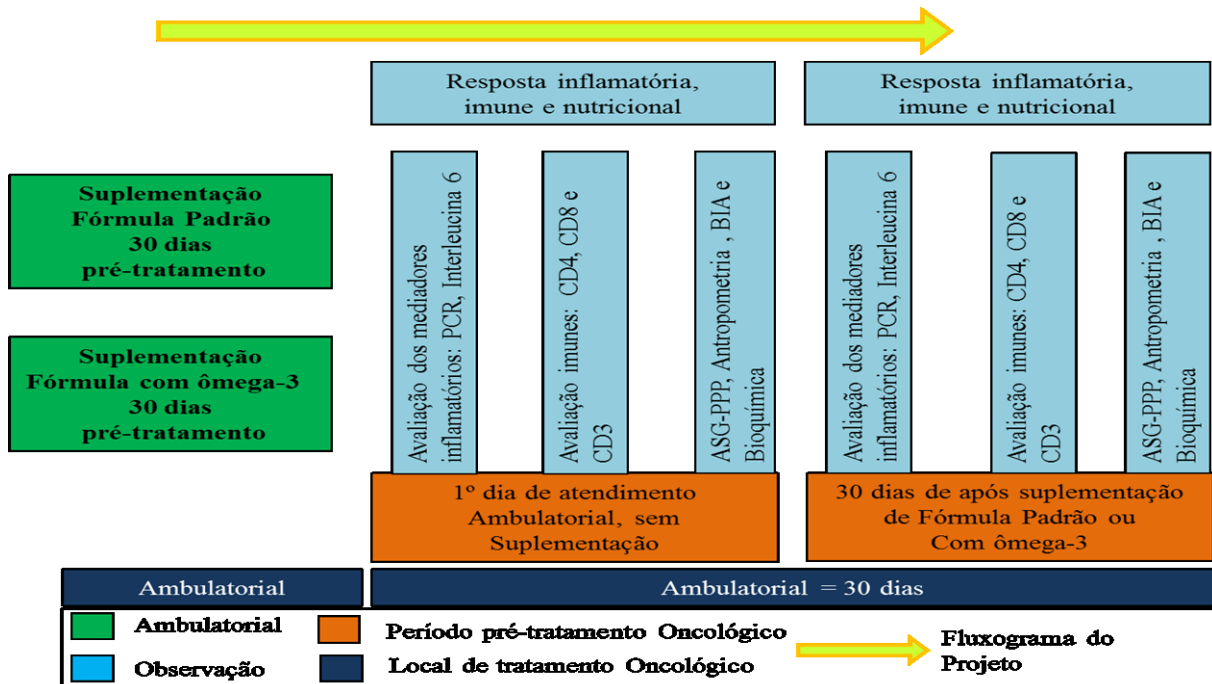 Resposta inflamatória,
imune e nutricional
Resposta inflamatória,
imune e nutricional
Suplementação
Fórmula Padrão
30 dias
pré-tratamento
Suplementação
Fórmula com ômega-3
30 dias
pré-tratamento
Avaliação dos mediadores
inflamatórios: PCR, Interleucina 6
Avaliação imunes: CD4, CD8 e
CD3
ASG-PPP, Antropometria , BIA e
Bioquímica
Avaliação dos mediadores
inflamatórios: PCR, Interleucina 6
Avaliação imunes: CD4, CD8 e
CD3
ASG-PPP, Antropometria , BIA e
Bioquímica
1º dia de atendimento
Ambulatorial, sem
Suplementação
30 dias de após suplementação
de Fórmula Padrão ou
Com ômega-3
Ambulatorial
Ambulatorial = 30 dias
Ambulatorial
Período pré-tratamento Oncológico
Fluxograma do
Projeto
Observação
Local de tratamento Oncológico